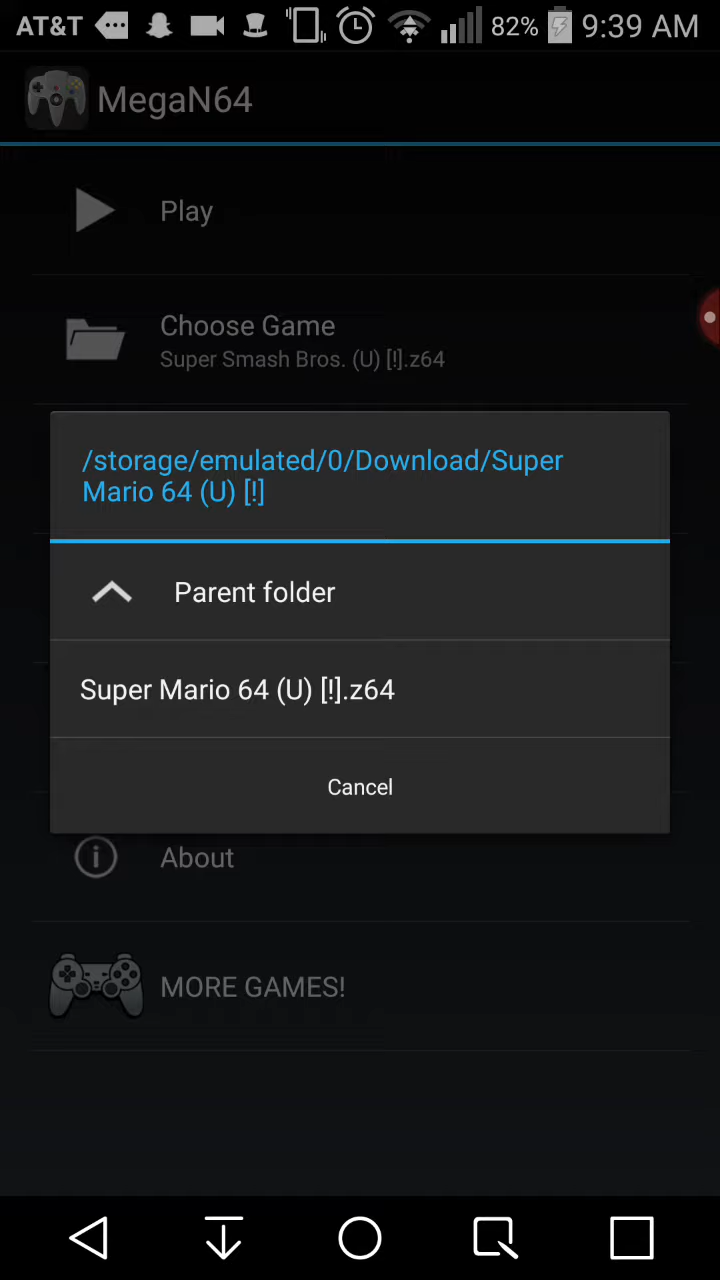 AT&T 82% 9:39 AM
MegaN64
Play
Choose Game
Super Smash Bros. (U) [!].z64
/storage/emulated/0/Download/Super
Mario 64 (U) [!]
Parent folder
Super Mario 64 (U) [!].z64
Cancel
About
MORE GAMES!